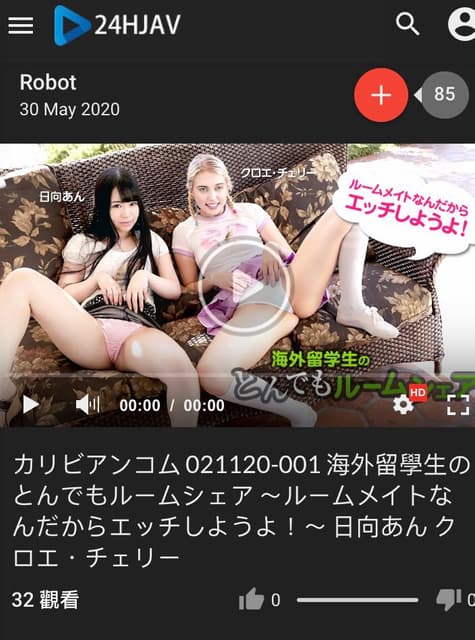 24HJAV
Robot
30 May 2020
85
日向あん
クロエ・チェリー
ルームメイトなんだから
エッチしようよ！
海外留学生の
とんでもルームシェア
HD
00:00 / 00:00
カリビアンコム 021120-001 海外留學生の
とんでもルームシェア ～ルームメイトな
んだからエッチしようよ！～ 日向あん ク
ロエ・チェリー
32 觀看
0
0